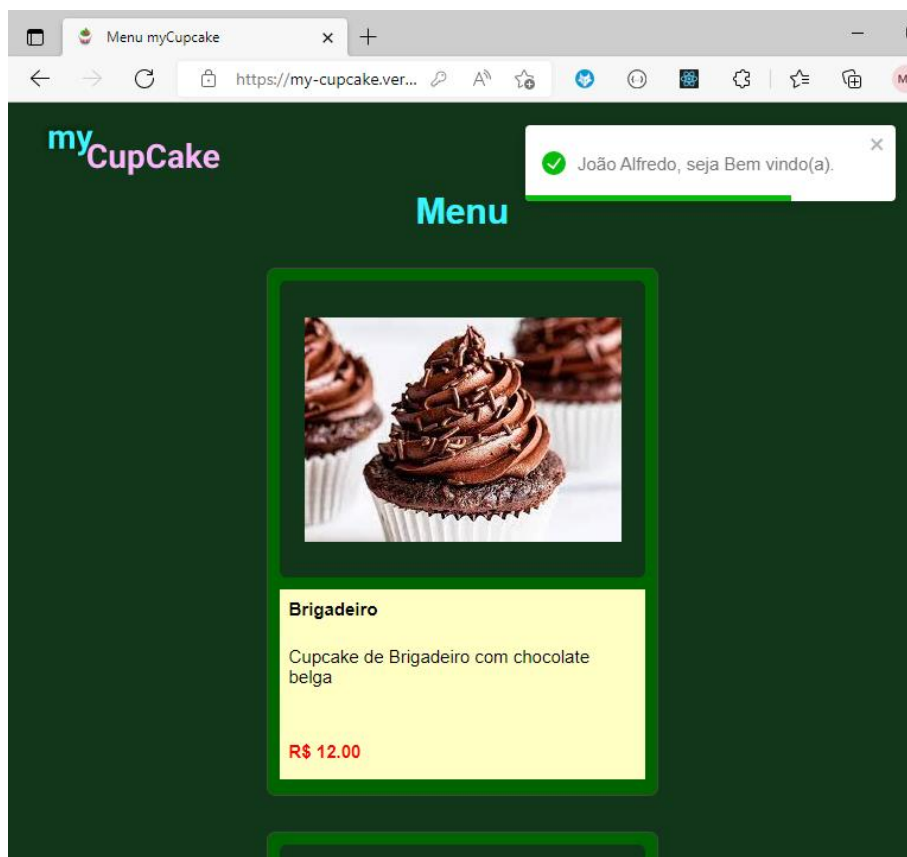 Menu myCupcake
https://my-cupcake.ver...
my
CupCake
João Alfredo, seja Bem vindo(a).
Menu
Brigadeiro
Cupcake de Brigadeiro com chocolate
belga
R$ 12.00